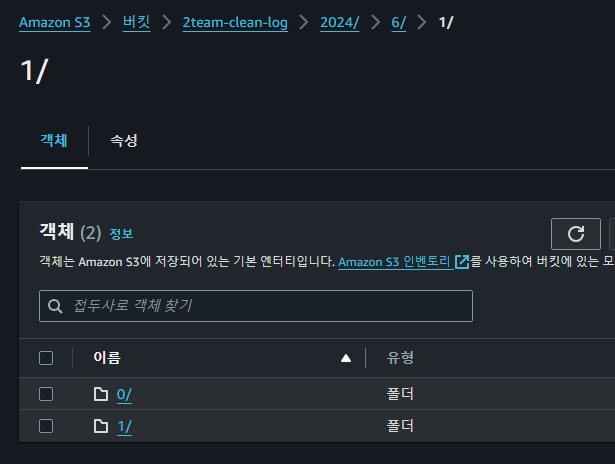 Amazon S3 > 버킷 > 2team-clean-log > 2024/ > 6/ > 1/
1/
객체 속성
객체 (2) 정보
객체는 Amazon S3에 저장되어 있는 기본 엔터티입니다. Amazon S3 인벤토리 를 사용하여 버킷에 있는 모
접두사로 객체 찾기
이름 유형
0/ 폴더
1/ 폴더